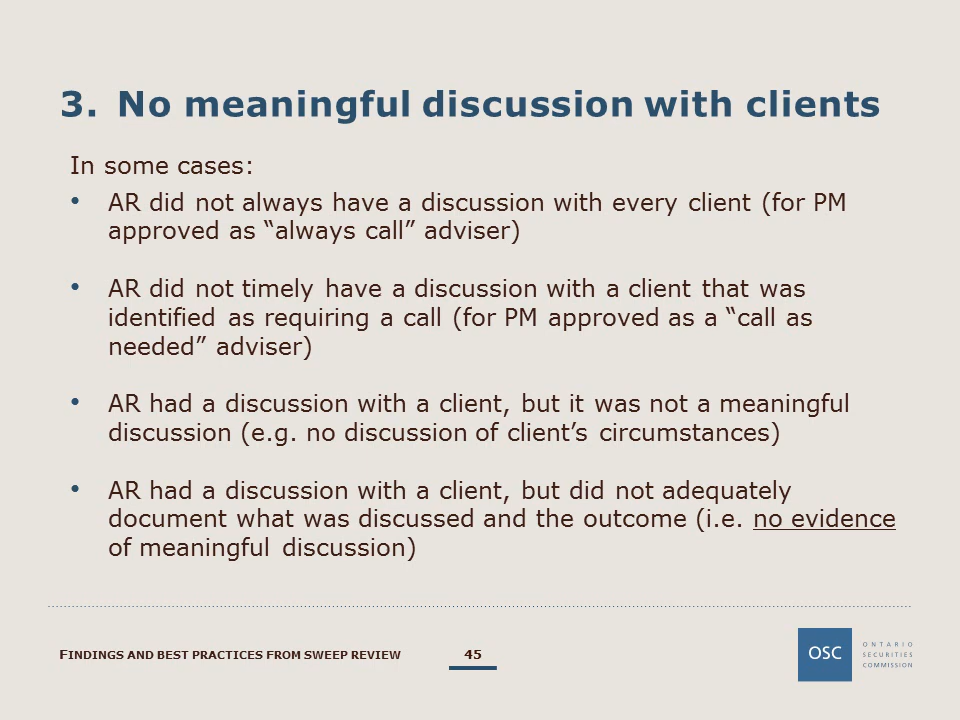 3. No meaningful discussion with clients
In some cases:
• AR did not always have a discussion with every client (for PM
approved as “always call” adviser)
• AR did not timely have a discussion with a client that was
identified as requiring a call (for PM approved as a “call as
needed” adviser)
• AR had a discussion with a client, but it was not a meaningful
discussion (e.g. no discussion of client’s circumstances)
• AR had a discussion with a client, but did not adequately
document what was discussed and the outcome (i.e. no evidence
of meaningful discussion)
FINDINGS AND BEST PRACTICES FROM SWEEP REVIEW
45
OSC
ONTARIO
SECURITIES
COMMISSION